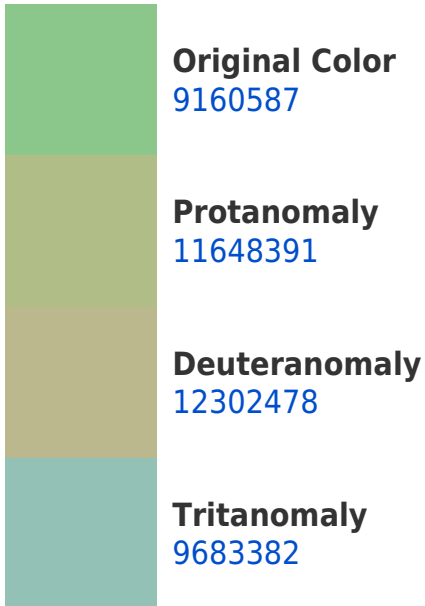 Original Color
9160587
Protanomaly
11648391
Deuteranomaly
12302478
Tritanomaly
9683382